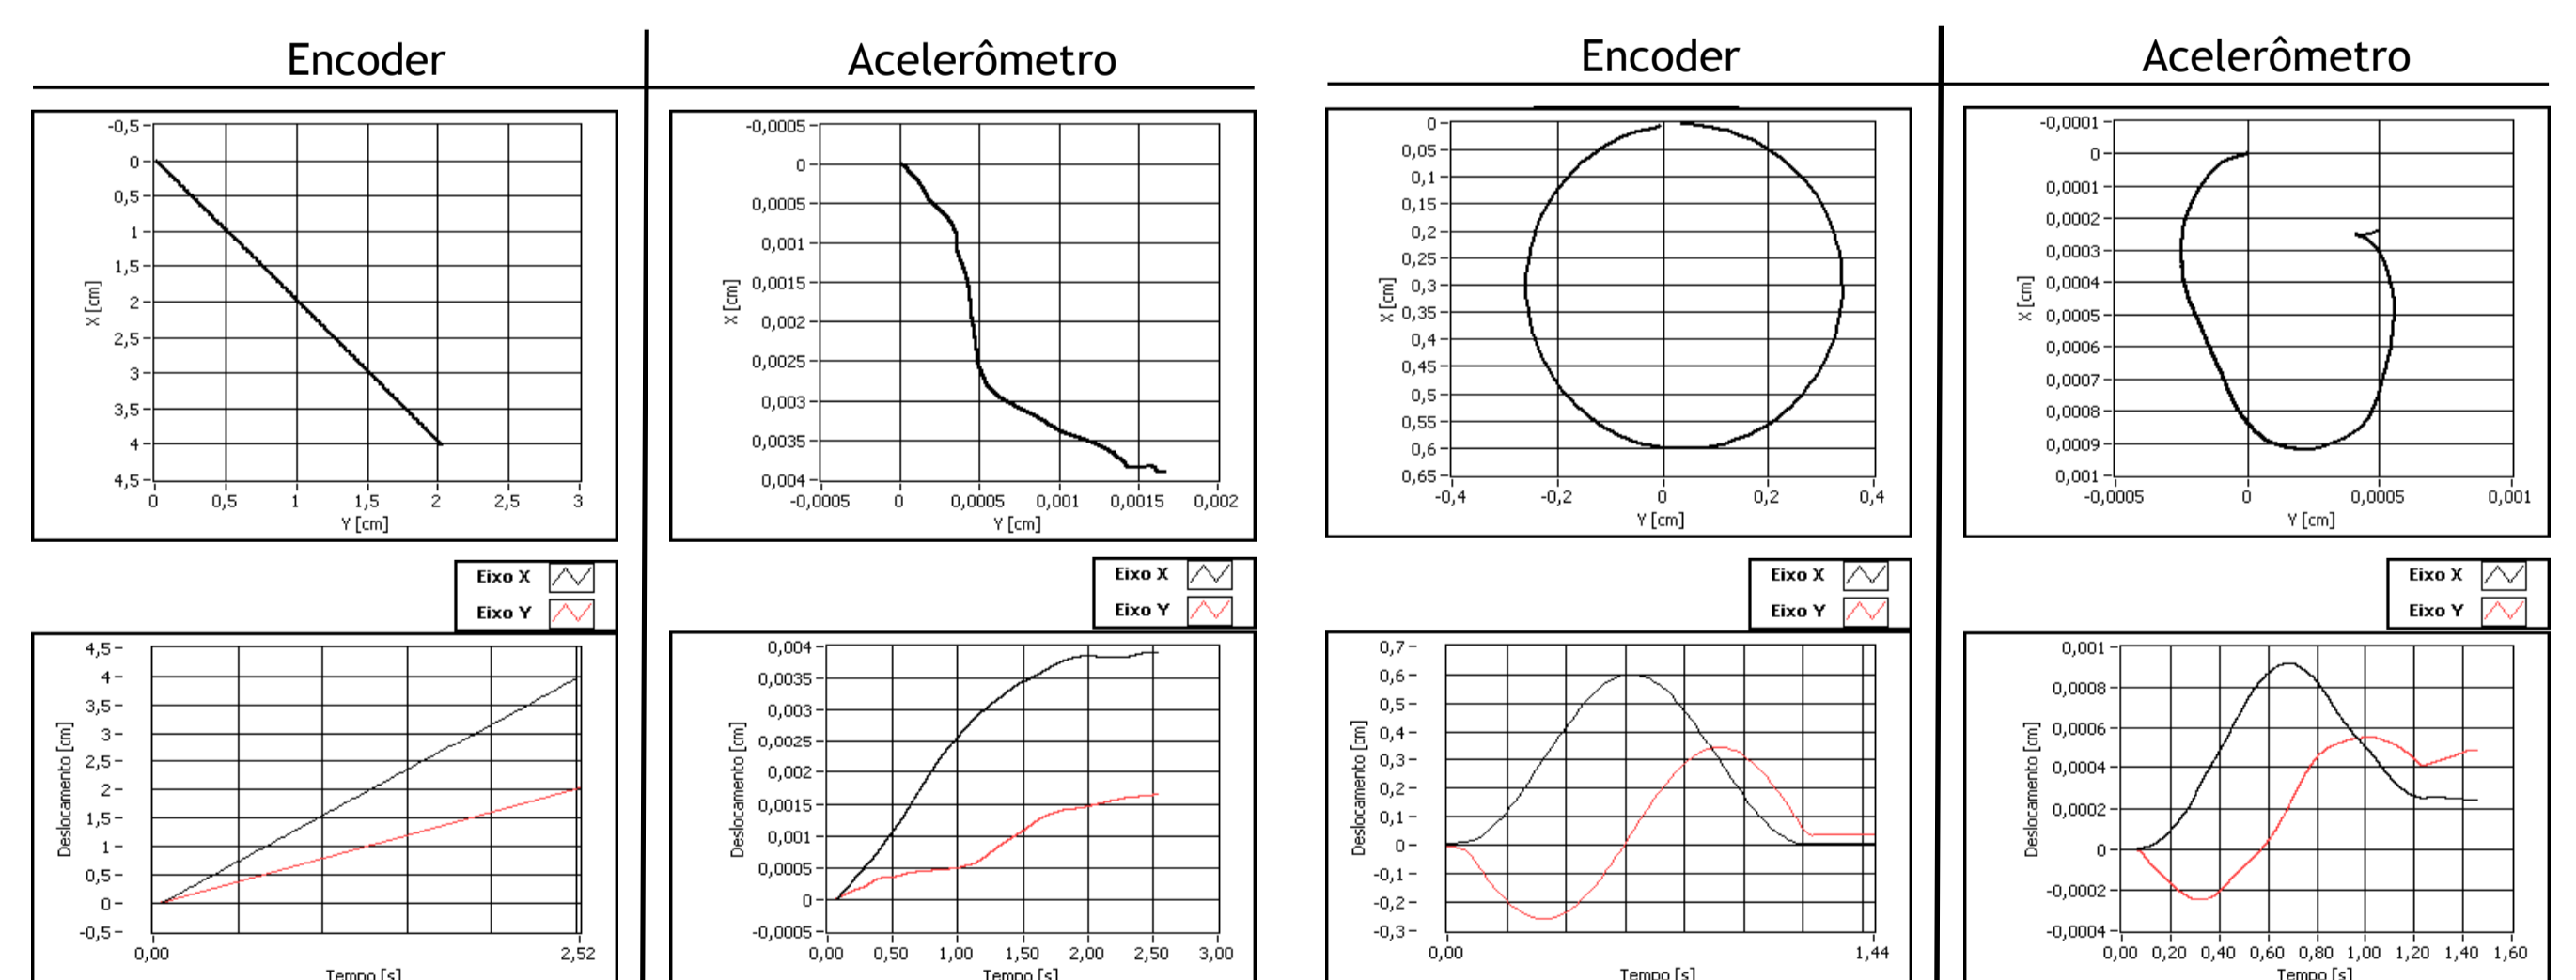 Encoder
Acelerômetro
-0,5
0
0,5
1
1,5
2
2,5
3
3,5
4
4,5
X [cm]
0 0,5 1 1,5 2 2,5 3
Y [cm]
-0,0005
0
0,0005
0,001
0,0015
0,002
0,0025
0,003
0,0035
0,004
X [cm]
-0,0005 0 0,0005 0,001 0,0015 0,002
Y [cm]
Eixo X
Eixo Y
Eixo X
Eixo Y
4,5
4
3,5
3
2,5
2
1,5
1
0,5
0
-0,5
Deslocamento [cm]
0,00 2,52
Tempo [s]
0,004
0,0035
0,003
0,0025
0,002
0,0015
0,001
0,0005
0
-0,0005
Deslocamento [cm]
0,00 0,50 1,00 1,50 2,00 2,50 3,00
Tempo [s]
Encoder
Acelerômetro
0
0,05
0,1
0,15
0,2
0,25
0,3
0,35
0,4
0,45
0,5
0,55
0,6
0,65
X [cm]
-0,4 -0,2 0 0,2 0,4
Y [cm]
-0,0001
0
0,0001
0,0002
0,0003
0,0004
0,0005
0,0006
0,0007
0,0008
0,0009
0,001
X [cm]
-0,0005 0 0,0005 0,001
Y [cm]
Eixo X
Eixo Y
Eixo X
Eixo Y
0,7
0,6
0,5
0,4
0,3
0,2
0,1
0
-0,1
-0,2
-0,3
Deslocamento [cm]
0,00 1,44
Tempo [s]
0,001
0,0008
0,0006
0,0004
0,0002
0
-0,0002
-0,0004
Deslocamento [cm]
0,00 0,20 0,40 0,60 0,80 1,00 1,20 1,40 1,60
Tempo [s]